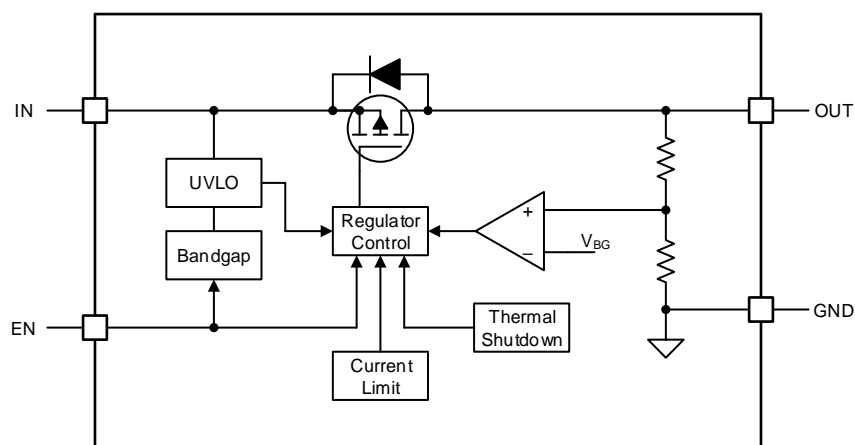 IN
OUT
UVLO
Regulator
Control
+
−
V_BG
Bandgap
EN
GND
Thermal
Shutdown
Current
Limit